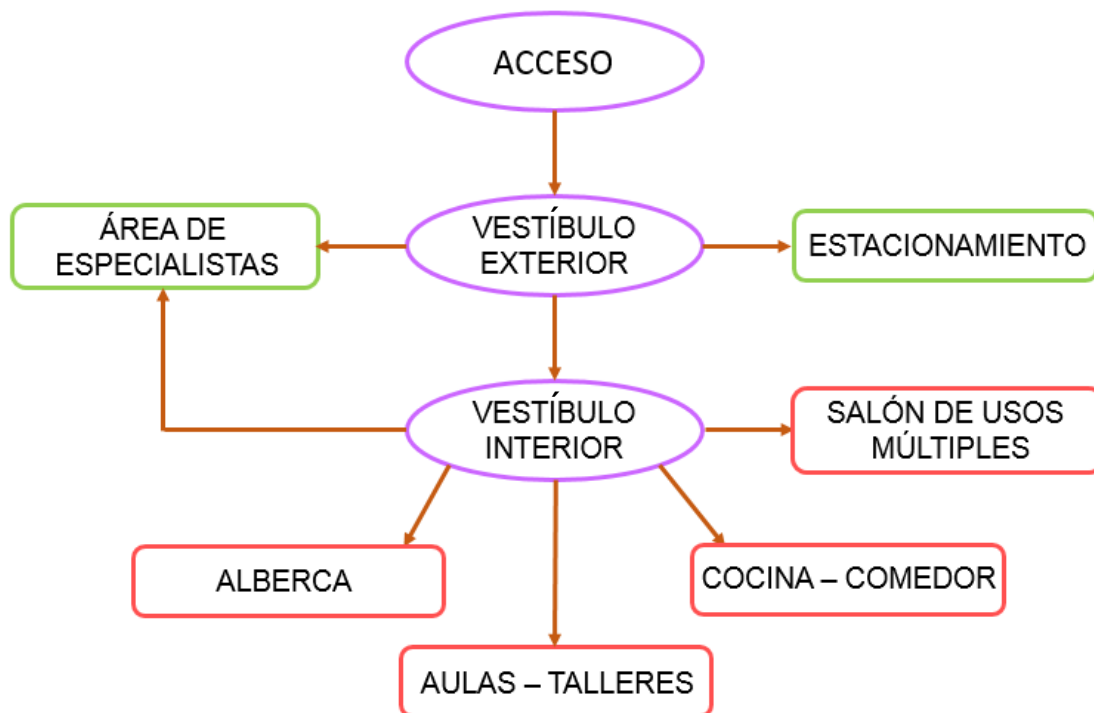 ACCESO
ÁREA DE
ESPECIALISTAS
VESTÍBULO
EXTERIOR
ESTACIONAMIENTO
VESTÍBULO
INTERIOR
SALÓN DE USOS
MÚLTIPLES
ALBERCA
COCINA – COMEDOR
AULAS – TALLERES